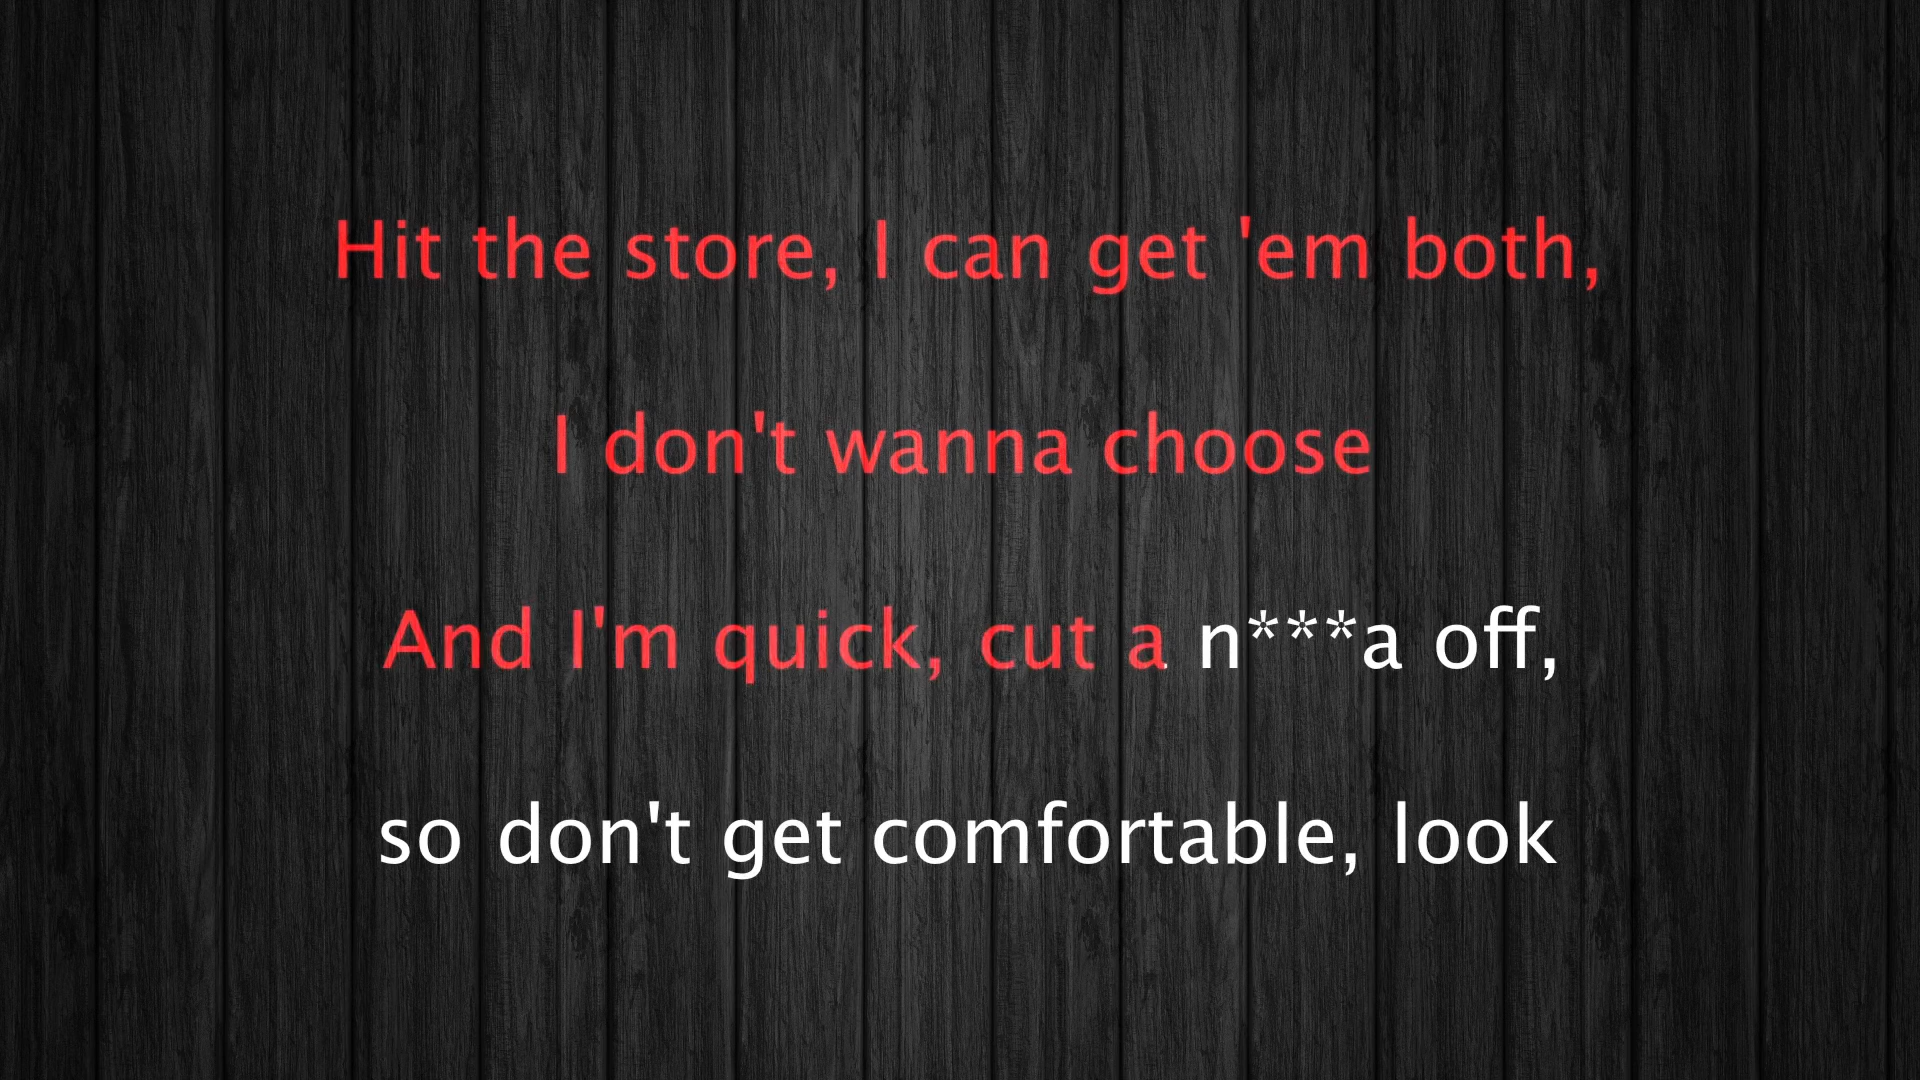 Hit the store, I can get 'em both,
I don't wanna choose
And I'm quick, cut a n***a off,
so don't get comfortable, look